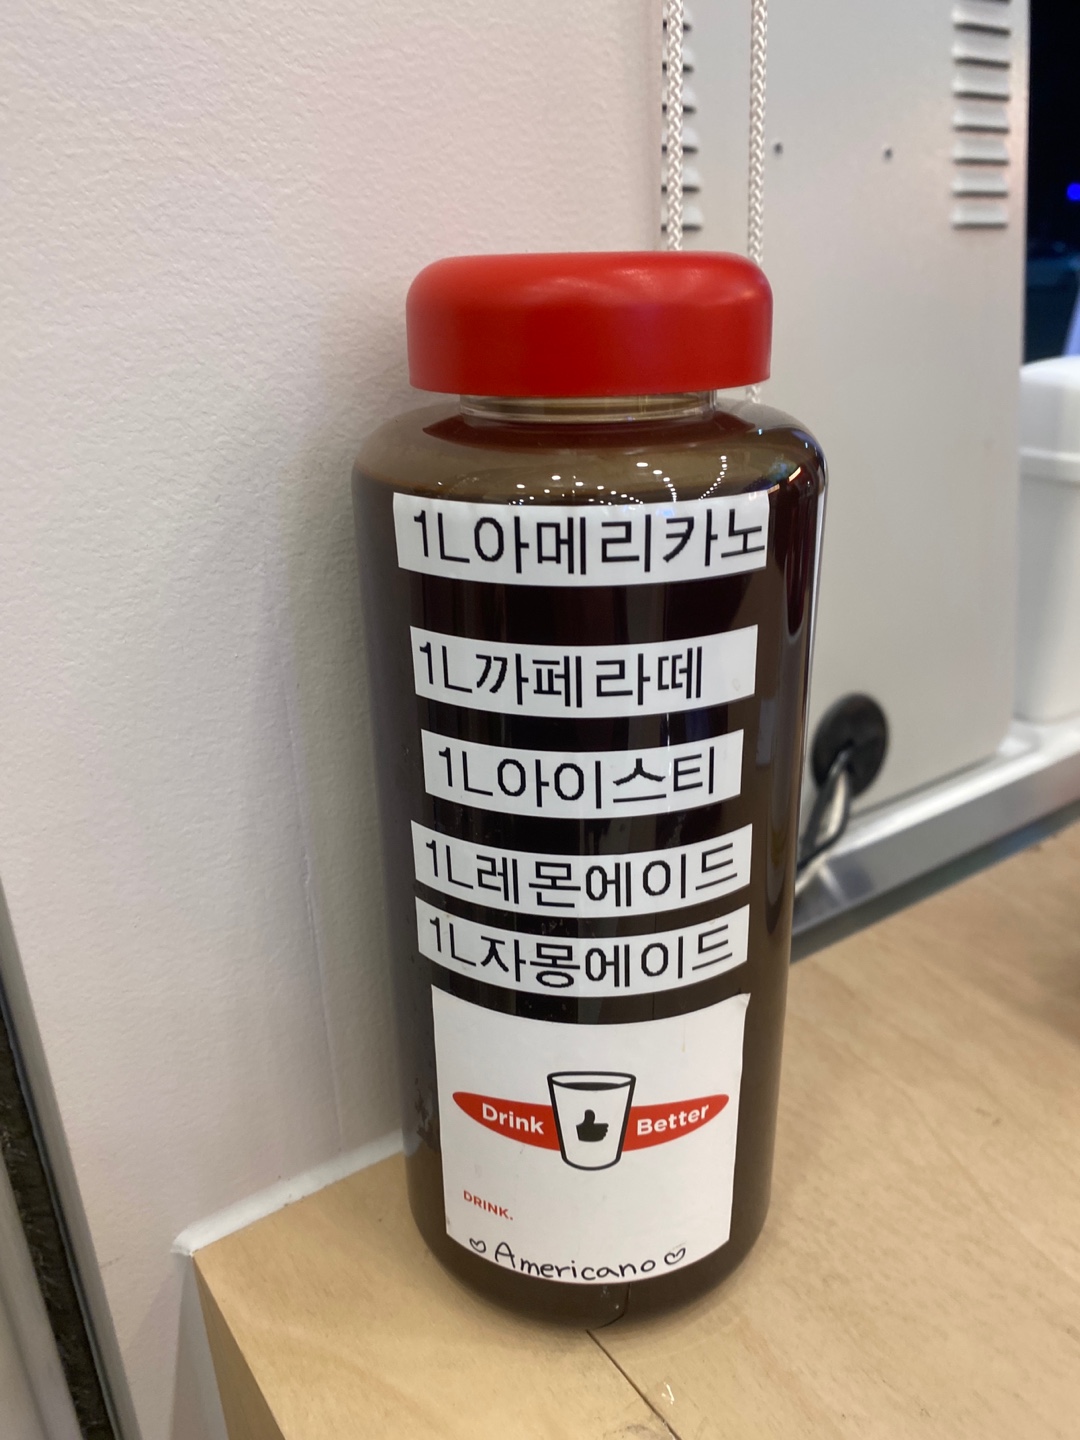 1L아메리카노
1L까페라떼
1L아이스티
1L레몬에이드
1L자몽에이드
Drink Better
DRINK.
Americano